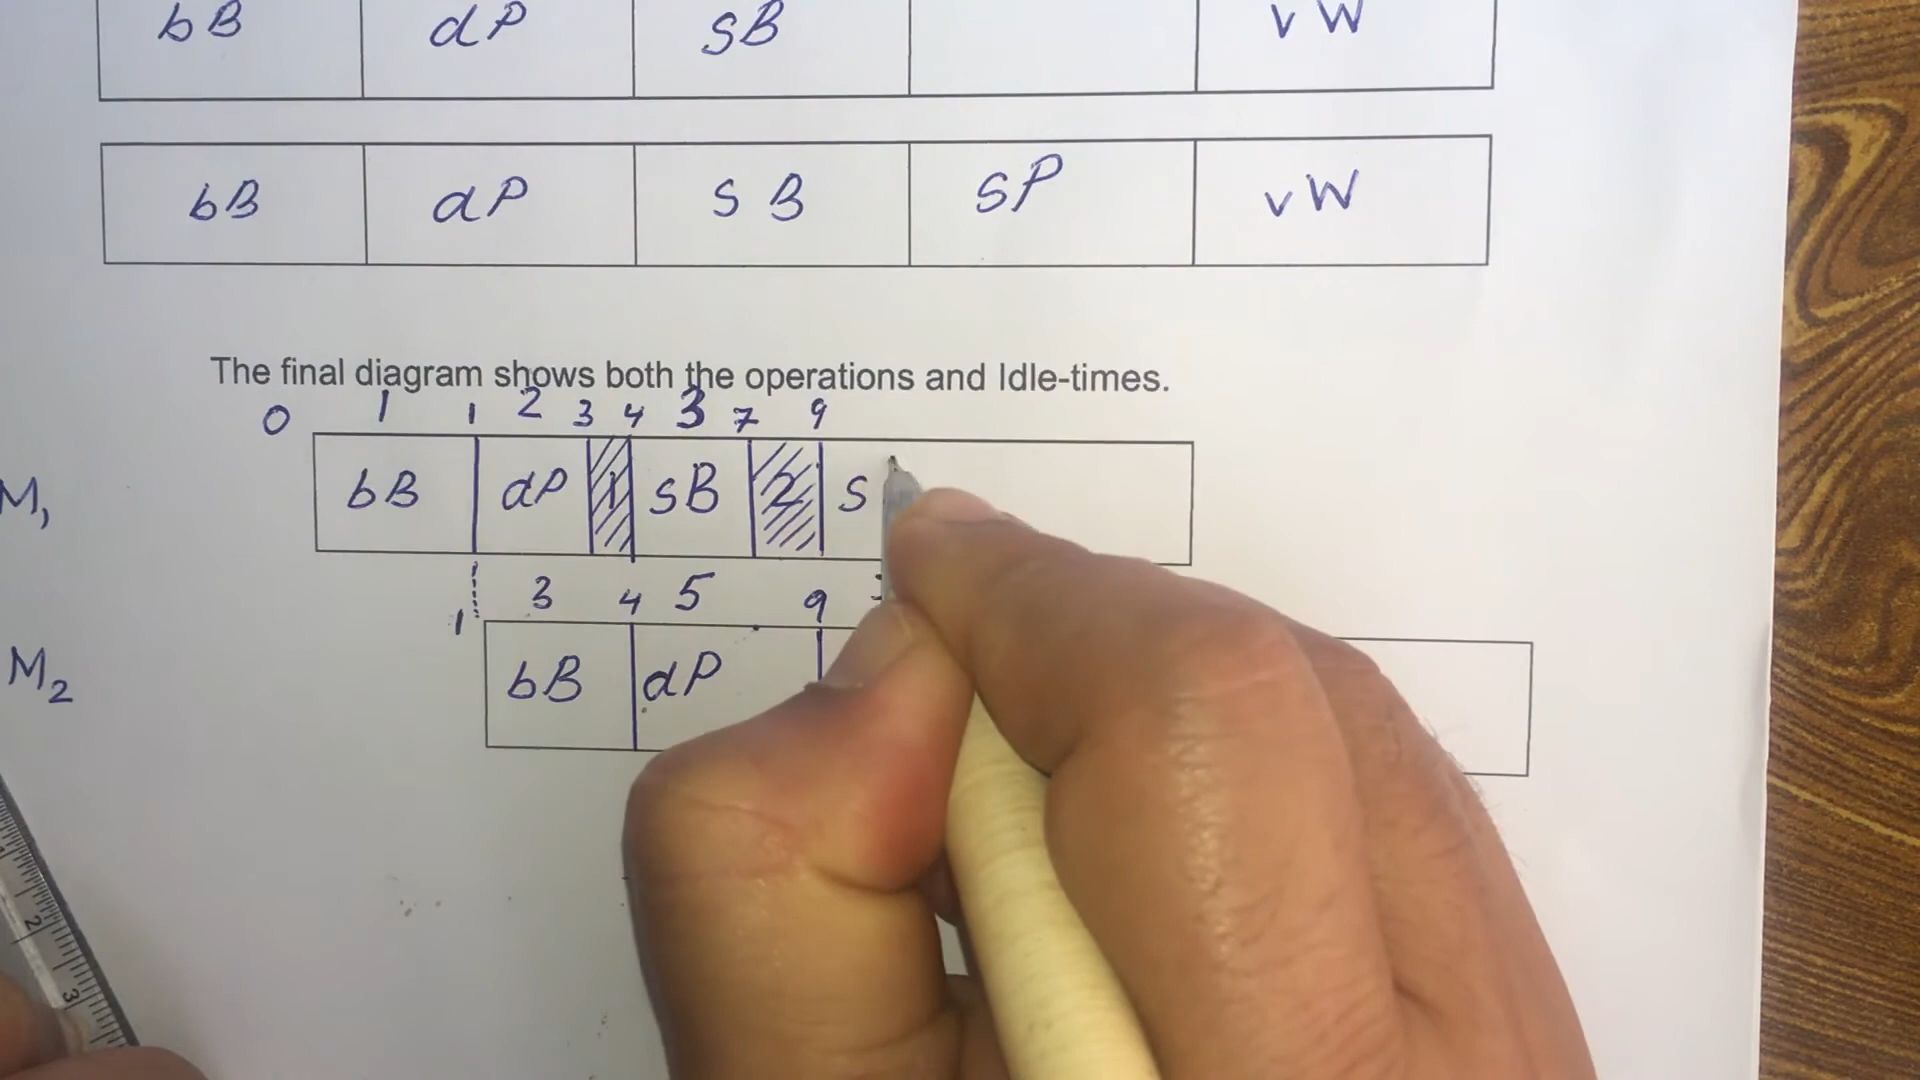 bB dP SB vW
bB dP S B SP vW
The final diagram shows both the operations and Idle-times.
0 1 1 2 3 4 3 7 9
M1 bB dP 1 SB 2 S
1 3 4 5 9
M2 bB dP
2
3